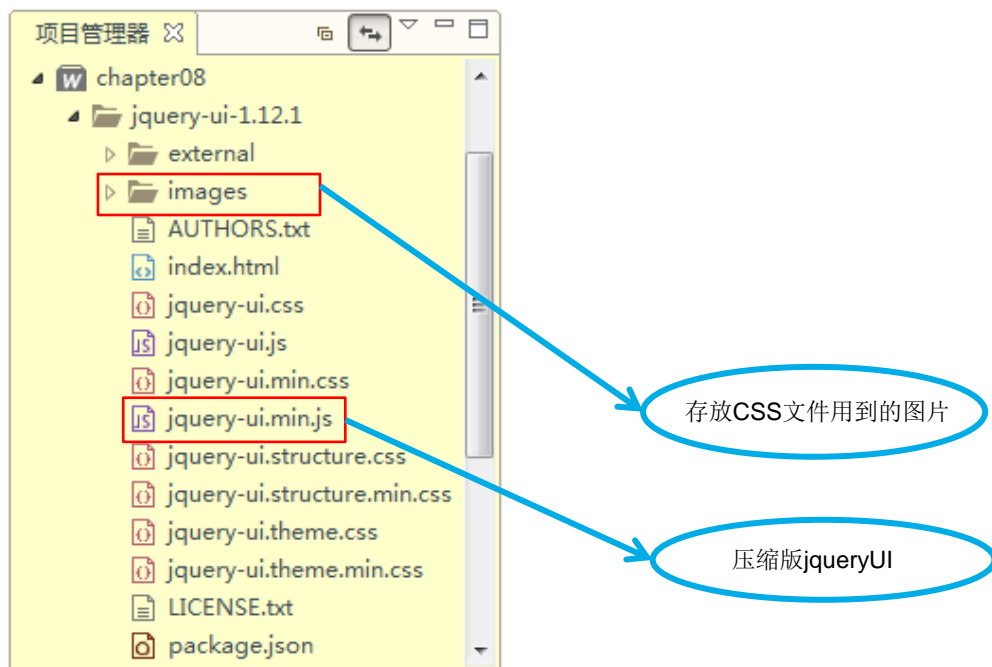 项目管理器
chapter08
jquery-ui-1.12.1
external
images
AUTHORS.txt
index.html
jquery-ui.css
jquery-ui.js
jquery-ui.min.css
jquery-ui.min.js
jquery-ui.structure.css
jquery-ui.structure.min.css
jquery-ui.theme.css
jquery-ui.theme.min.css
LICENSE.txt
package.json
存放CSS文件用到的图片
压缩版jqueryUI